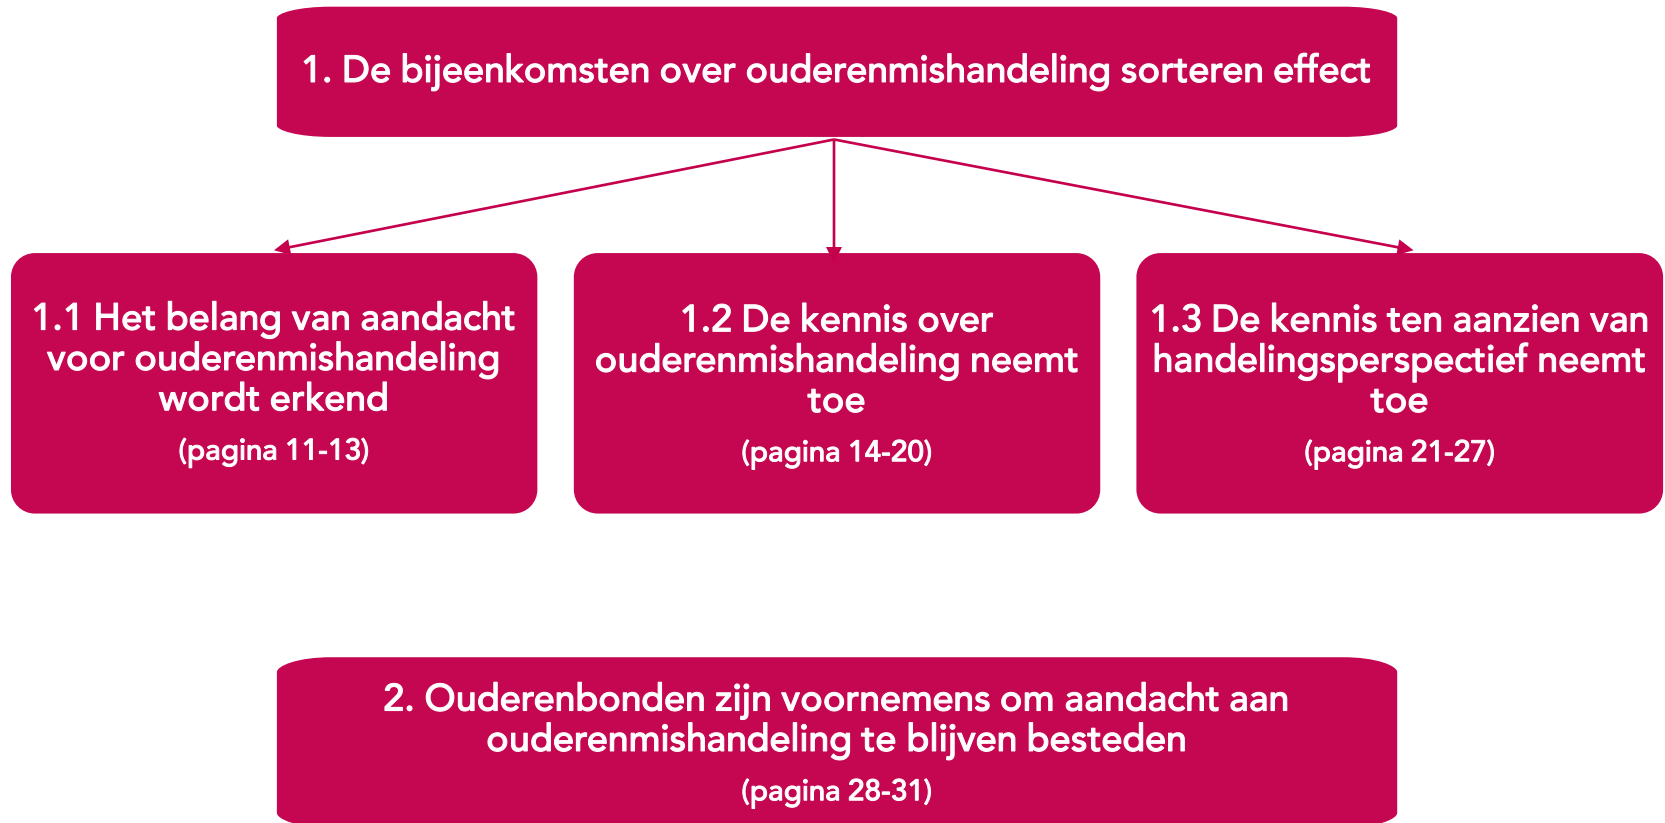 1. De bijeenkomsten over ouderenmishandeling sorteren effect
1.1 Het belang van aandacht
voor ouderenmishandeling
wordt erkend
(pagina 11-13)
1.2 De kennis over
ouderenmishandeling neemt
toe
(pagina 14-20)
1.3 De kennis ten aanzien van
handelingsperspectief neemt
toe
(pagina 21-27)
2. Ouderenbonden zijn voornemens om aandacht aan
ouderenmishandeling te blijven besteden
(pagina 28-31)